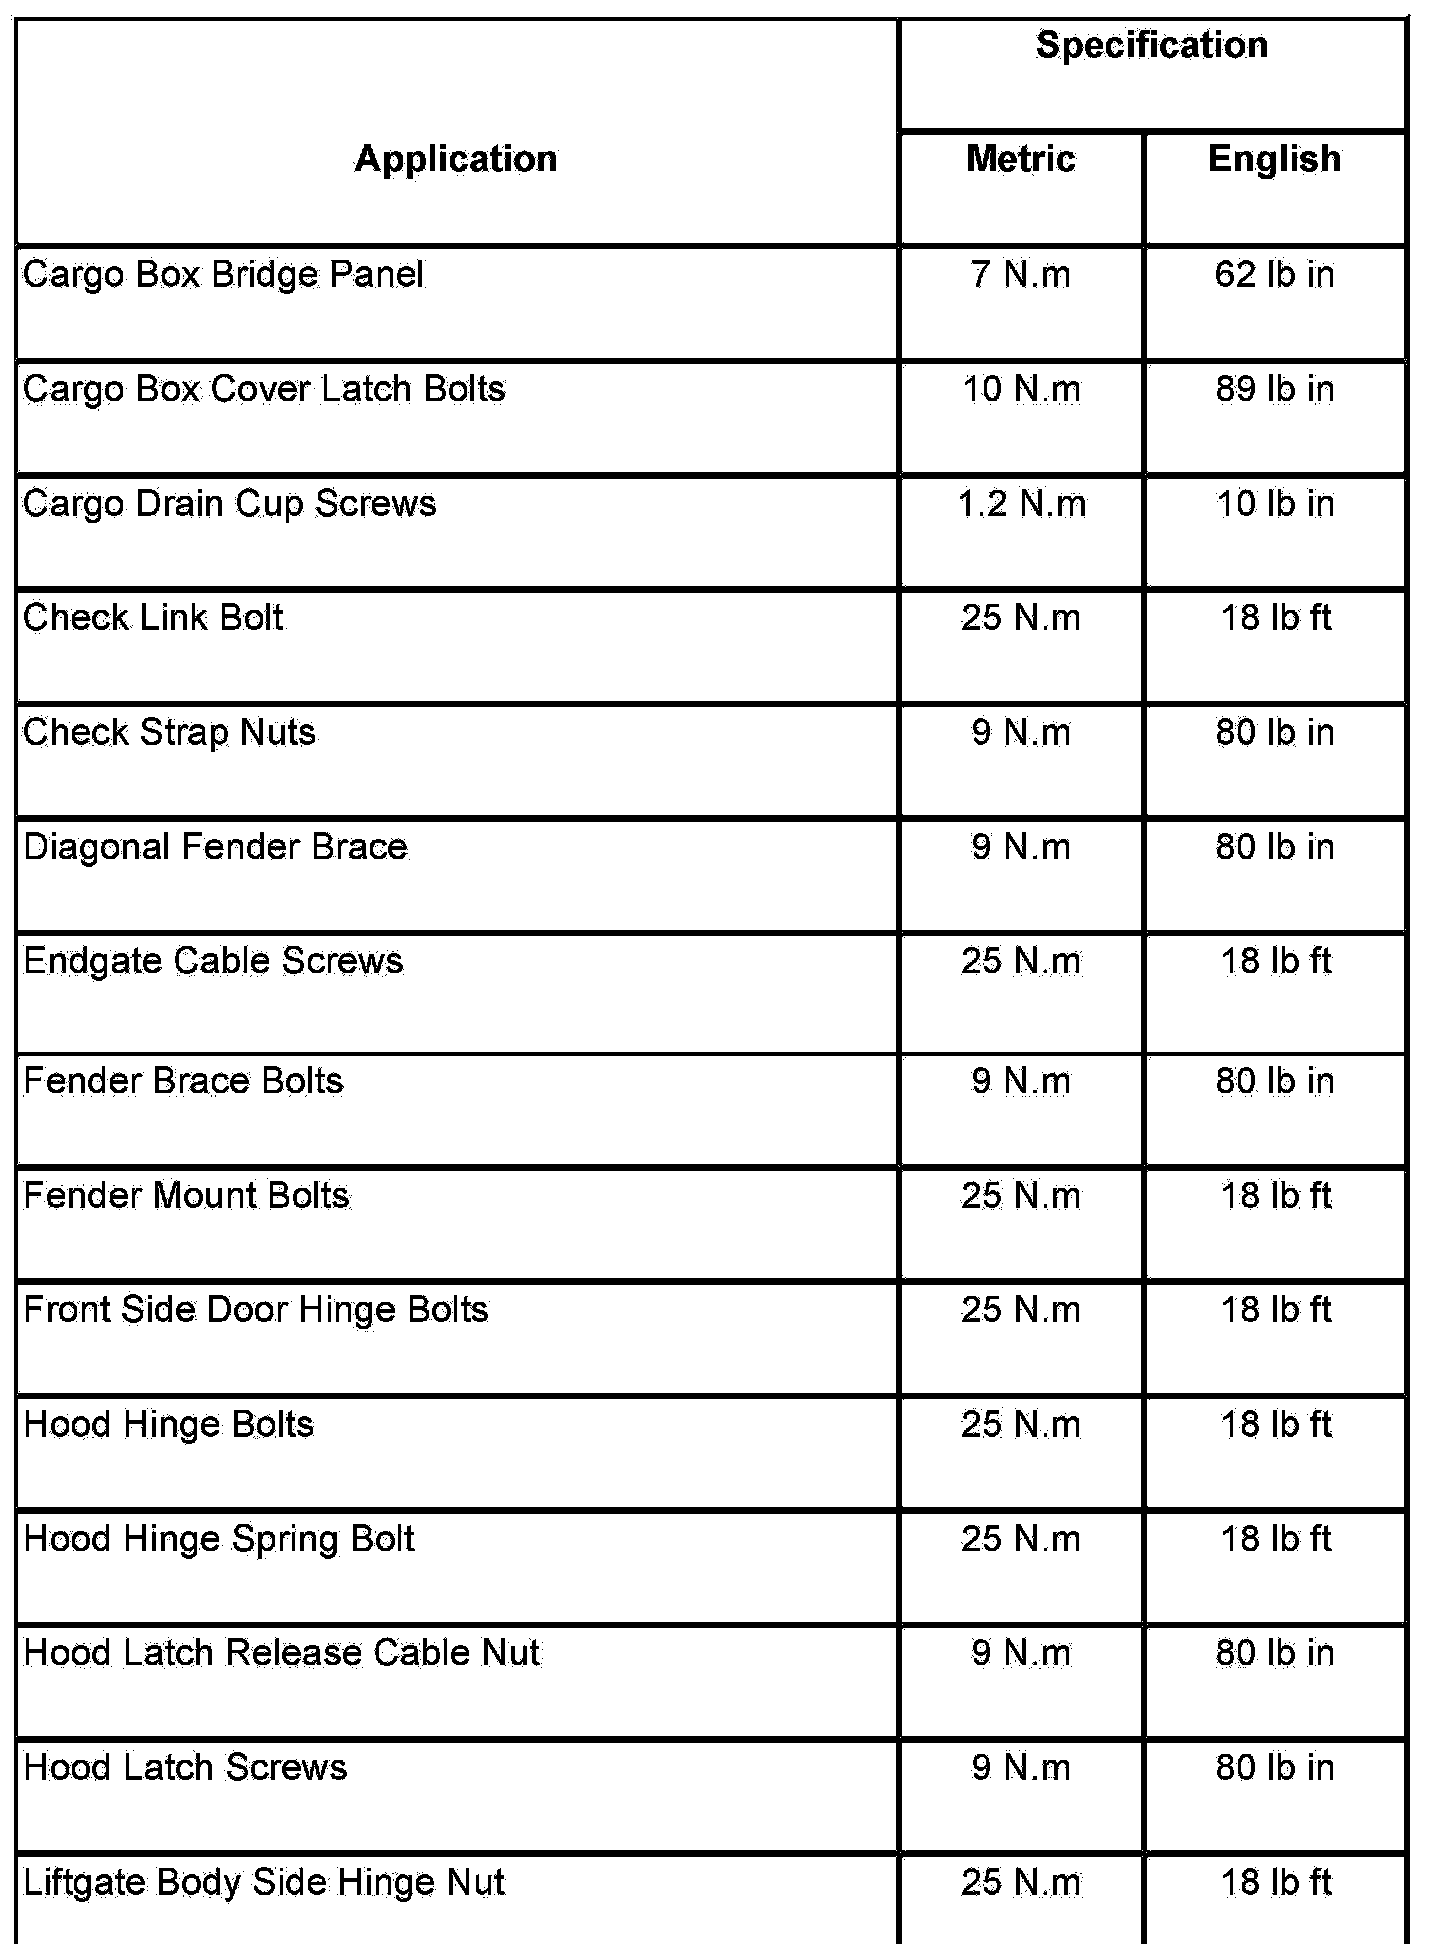 Specification
Application
Metric
English
Cargo Box Bridge Panel 7 N.m 62 lb in
Cargo Box Cover Latch Bolts 10 N.m 89 lb in
Cargo Drain Cup Screws 1.2 N.m 10 lb in
Check Link Bolt 25 N.m 18 lb ft
Check Strap Nuts 9 N.m 80 lb in
Diagonal Fender Brace 9 N.m 80 lb in
Endgate Cable Screws 25 N.m 18 lb ft
Fender Brace Bolts 9 N.m 80 lb in
Fender Mount Bolts 25 N.m 18 lb ft
Front Side Door Hinge Bolts 25 N.m 18 lb ft
Hood Hinge Bolts 25 N.m 18 lb ft
Hood Hinge Spring Bolt 25 N.m 18 lb ft
Hood Latch Release Cable Nut 9 N.m 80 lb in
Hood Latch Screws 9 N.m 80 lb in
Liftgate Body Side Hinge Nut 25 N.m 18 lb ft